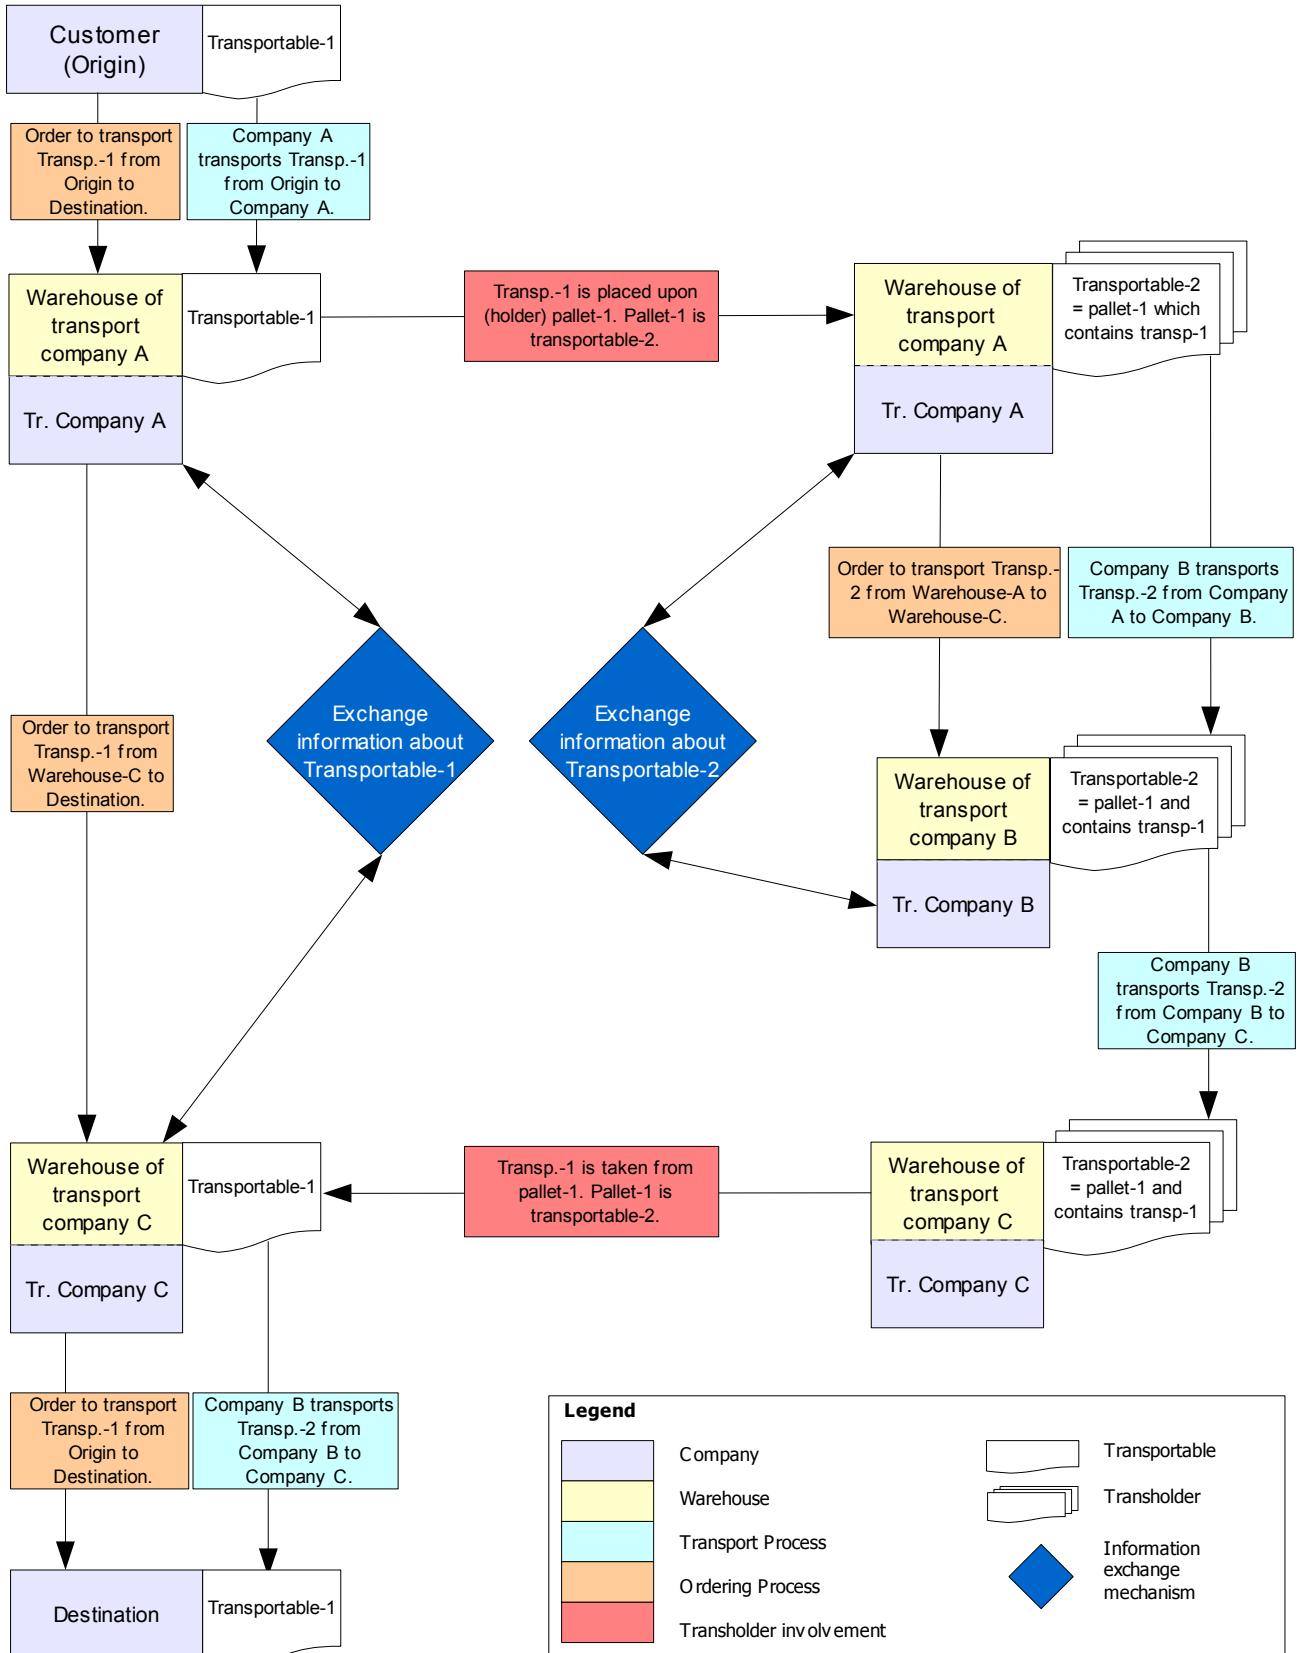 Customer
(Origin)
Transportable-1
Order to transport
Transp.-1 from
Origin to
Destination.
Company A
transports Transp.-1
from Origin to
Company A.
Warehouse of
transport
company A
Transportable-1
Tr. Company A
Transp.-1 is placed upon
(holder) pallet-1. Pallet-1 is
transportable-2.
Warehouse of
transport
company A
Transportable-2
= pallet-1 which
contains transp-1
Tr. Company A
Order to transport Transp.-
2 from Warehouse-A to
Warehouse-C.
Company B transports
Transp.-2 from Company
A to Company B.
Order to transport
Transp.-1 from
Warehouse-C to
Destination.
Exchange
information about
Transportable-1
Exchange
information about
Transportable-2
Warehouse of
transport
company B
Transportable-2
= pallet-1 and
contains transp-1
Tr. Company B
Company B
transports Transp.-2
from Company B to
Company C.
Warehouse of
transport
company C
Transportable-1
Tr. Company C
Transp.-1 is taken from
pallet-1. Pallet-1 is
transportable-2.
Warehouse of
transport
company C
Transportable-2
= pallet-1 and
contains transp-1
Tr. Company C
Order to transport
Transp.-1 from
Origin to
Destination.
Company B transports
Transp.-2 from
Company B to
Company C.
Destination
Transportable-1
Legend
Company
Warehouse
Transport Process
Ordering Process
Transholder involvement
Transportable
Transholder
Information
exchange
mechanism